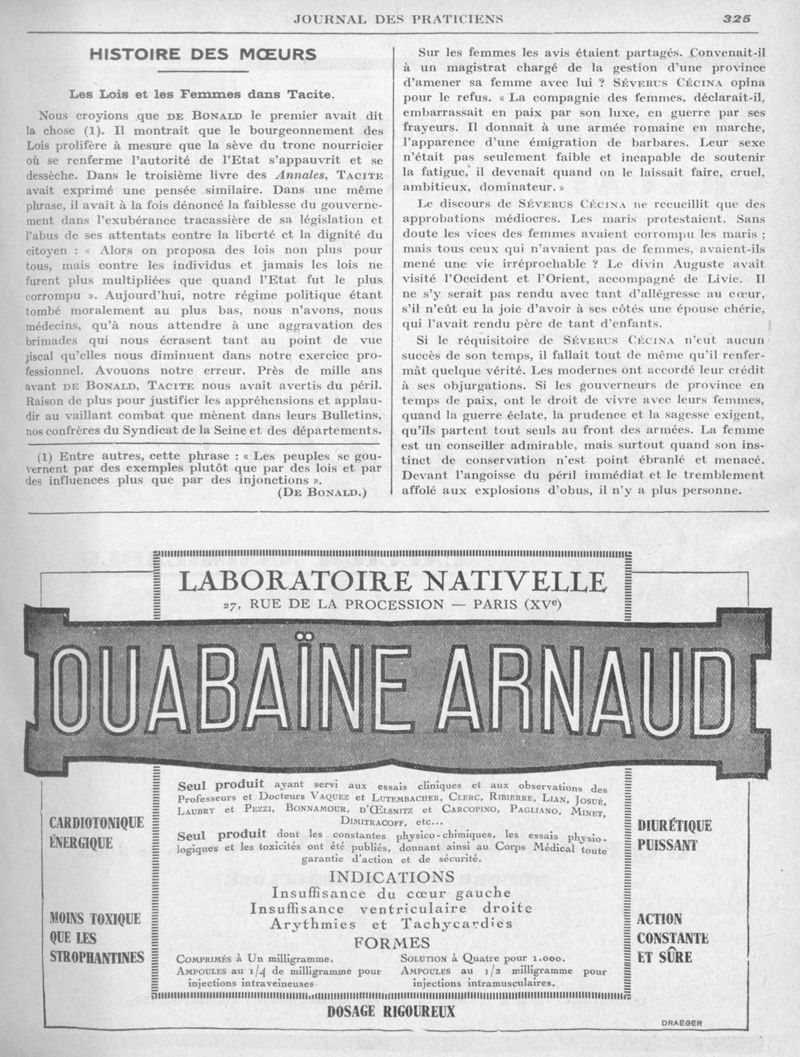 JOURNAL DES PRATICIENS 325
HISTOIRE DES MŒURS
Les Lois et les Femmes dans Tacite.
Nous croyions que DE BONALD le premier avait dit
la chose (1). Il montrait que le bourgeonnement des
Lois prolifère à mesure que la sève du tronc nourricier
où se renferme l'autorité de l'Etat s'appauvrit et se
dessèche. Dans le troisième livre des Annales, TACITE
avait exprimé une pensée similaire. Dans une même
phrase, il avait à la fois dénoncé la faiblesse du gouverne-
ment dans l'exubérance tracassière de sa législation et
l'abus de ses attentats contre la liberté et la dignité du
citoyen : « Alors on proposa des lois non plus pour
tous, mais contre les individus et jamais les lois ne
furent plus multipliées que quand l'Etat fut le plus
corrompu ». Aujourd'hui, notre régime politique étant
tombé moralement au plus bas, nous n'avons, nous
médecins, qu'à nous attendre à une aggravation des
brimades qui nous écrasent tant au point de vue
fiscal qu'elles nous diminuent dans notre exercice pro-
fessionnel. Avouons notre erreur. Près de mille ans
avant DE BONALD, TACITE nous avait avertis du péril.
Raison de plus pour justifier les appréhensions et applau-
dir au vaillant combat que mènent dans leurs Bulletins,
nos confrères du Syndicat de la Seine et des départements.
(1) Entre autres, cette phrase : « Les peuples se gou-
vernent par des exemples plutôt que par des lois et par
des influences plus que par des injonctions ».
(DE BONALD.)
Sur les femmes les avis étaient partagés. Convenait-il
à un magistrat chargé de la gestion d'une province
d'amener sa femme avec lui ? SÉVERUS CÉCINA opina
pour le refus. « La compagnie des femmes, déclarait-il,
embarrassait en paix par son luxe, en guerre par ses
frayeurs. Il donnait à une armée romaine en marche,
l'apparence d'une émigration de barbares. Leur sexe
n'était pas seulement faible et incapable de soutenir
la fatigue, il devenait quand on le laissait faire, cruel,
ambitieux, dominateur. »
Le discours de SÉVERUS CÉCINA ne recueillit que des
approbations médiocres. Les maris protestaient. Sans
doute les vices des femmes avaient corrompu les maris ;
mais tous ceux qui n'avaient pas de femmes, avaient-ils
mené une vie irréprochable ? Le divin Auguste avait
visité l'Occident et l'Orient, accompagné de Livie. Il
ne s'y serait pas rendu avec tant d'allégresse au cœur,
s'il n'eût eu la joie d'avoir à ses côtés une épouse chérie,
qui l'avait rendu père de tant d'enfants.
Si le réquisitoire de SÉVERUS CÉCINA n'eut aucun
succès de son temps, il fallait tout de même qu'il renfer-
mât quelque vérité. Les modernes ont accordé leur crédit
à ses objurgations. Si les gouverneurs de province en
temps de paix, ont le droit de vivre avec leurs femmes,
quand la guerre éclate, la prudence et la sagesse exigent,
qu'ils partent tout seuls au front des armées. La femme
est un conseiller admirable, mais surtout quand son ins-
tinct de conservation n'est point ébranlé et menacé.
Devant l'angoisse du péril immédiat et le tremblement
affolé aux explosions d'obus, il n'y a plus personne.
LABORATOIRE NATIVELLE
27, RUE DE LA PROCESSION — PARIS (XVe)
OUABAÏNE ARNAUD
Seul produit ayant servi aux essais cliniques et aux observations des
Professeurs et Docteurs VAQUEZ et LUTEMBACHER, CLERC, RIBIERRE, LIAN, JOSUÉ,
LAUBRY et PEZZI, BONNAMOUR, D'ŒLSNITZ et CARCOPINO, PAGLIANO, MINET,
DIMITRACOFF, etc...
Seul produit dont les constantes physico-chimiques, les essais physio-
logiques et les toxicités ont été publiés, donnant ainsi au Corps Médical toute
garantie d'action et de sécurité.
CARDIOTONIQUE
ÉNERGIQUE
DIURÉTIQUE
PUISSANT
INDICATIONS
Insuffisance du cœur gauche
Insuffisance ventriculaire droite
Arythmies et Tachycardies
MOINS TOXIQUE
QUE LES
STROPHANTINES
ACTION
CONSTANTE
ET SÛRE
FORMES
COMPRIMÉS à Un milligramme.
AMPOULES au 1/4 de milligramme pour
injections intraveineuses
SOLUTION à Quatre pour 1.000.
AMPOULES au 1/2 milligramme pour
injections intramusculaires.
DOSAGE RIGOUREUX
DRAEGER